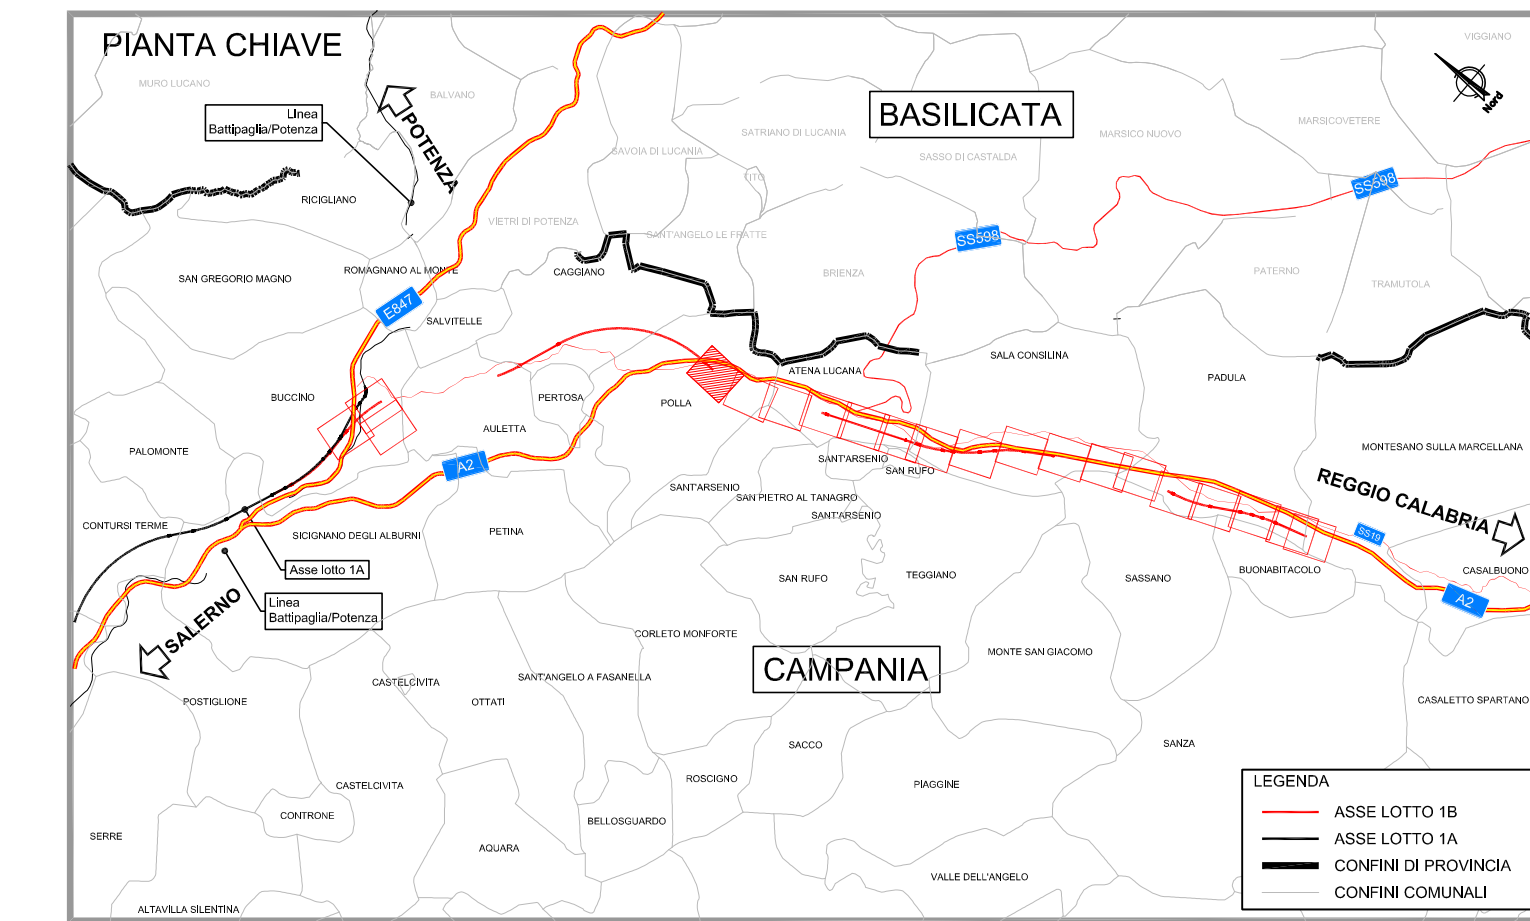 PIANTA CHIAVE
VIGGIANO
MURO LUCANO
BALVANO
BASILICATA
Nord
Linea
Battipaglia/Potenza
POTENZA
SATRIANO DI LUCANIA
MARSICO NUOVO
MARSICOVETERE
SAVOIA DI LUCANIA
SASSO DI CASTALDA
TITO
SS598
RICIGLIANO
VIETRI DI POTENZA
SANT'ANGELO LE FRATTE
SS598
SAN GREGORIO MAGNO
ROMAGNANO AL MONTE
CAGGIANO
BRIENZA
PATERNO
TRAMUTOLA
E847
SALVITELLE
SALA CONSILINA
ATENA LUCANA
PADULA
BUCCINO
PERTOSA
POLLA
AULETTA
PALOMONTE
MONTESANO SULLA MARCELLANA
A2
SANT'ARSENIO
SAN RUFO
SANT'ARSENIO
SAN PIETRO AL TANAGRO
SANT'ARSENIO
REGGIO CALABRIA
CONTURSI TERME
SICIGNANO DEGLI ALBURNI
PETINA
SS19
Asse lotto 1A
SAN RUFO
TEGGIANO
SASSANO
BUONABITACOLO
CASALBUONO
A2
SALERNO
Linea
Battipaglia/Potenza
CORLETO MONFORTE
MONTE SAN GIACOMO
CAMPANIA
CASTELCIVITA
SANT'ANGELO A FASANELLA
POSTIGLIONE
OTTATI
CASALETTO SPARTANO
SACCO
SANZA
ROSCIGNO
PIAGGINE
CASTELCIVITA
CONTRONE
BELLOSGUARDO
SERRE
AQUARA
VALLE DELL'ANGELO
ALTAVILLA SILENTINA
LEGENDA
ASSE LOTTO 1B
ASSE LOTTO 1A
CONFINI DI PROVINCIA
CONFINI COMUNALI